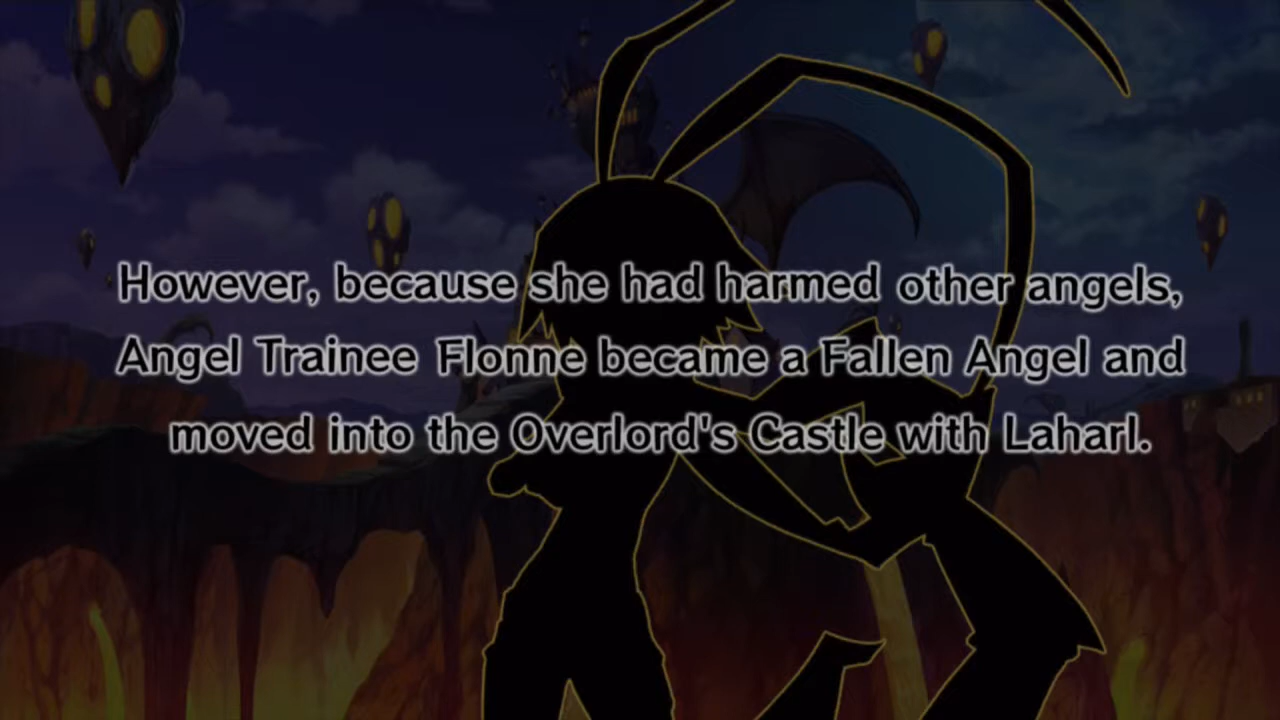 However, because she had harmed other angels,
Angel Trainee Flonne became a Fallen Angel and
moved into the Overlord's Castle with Laharl.